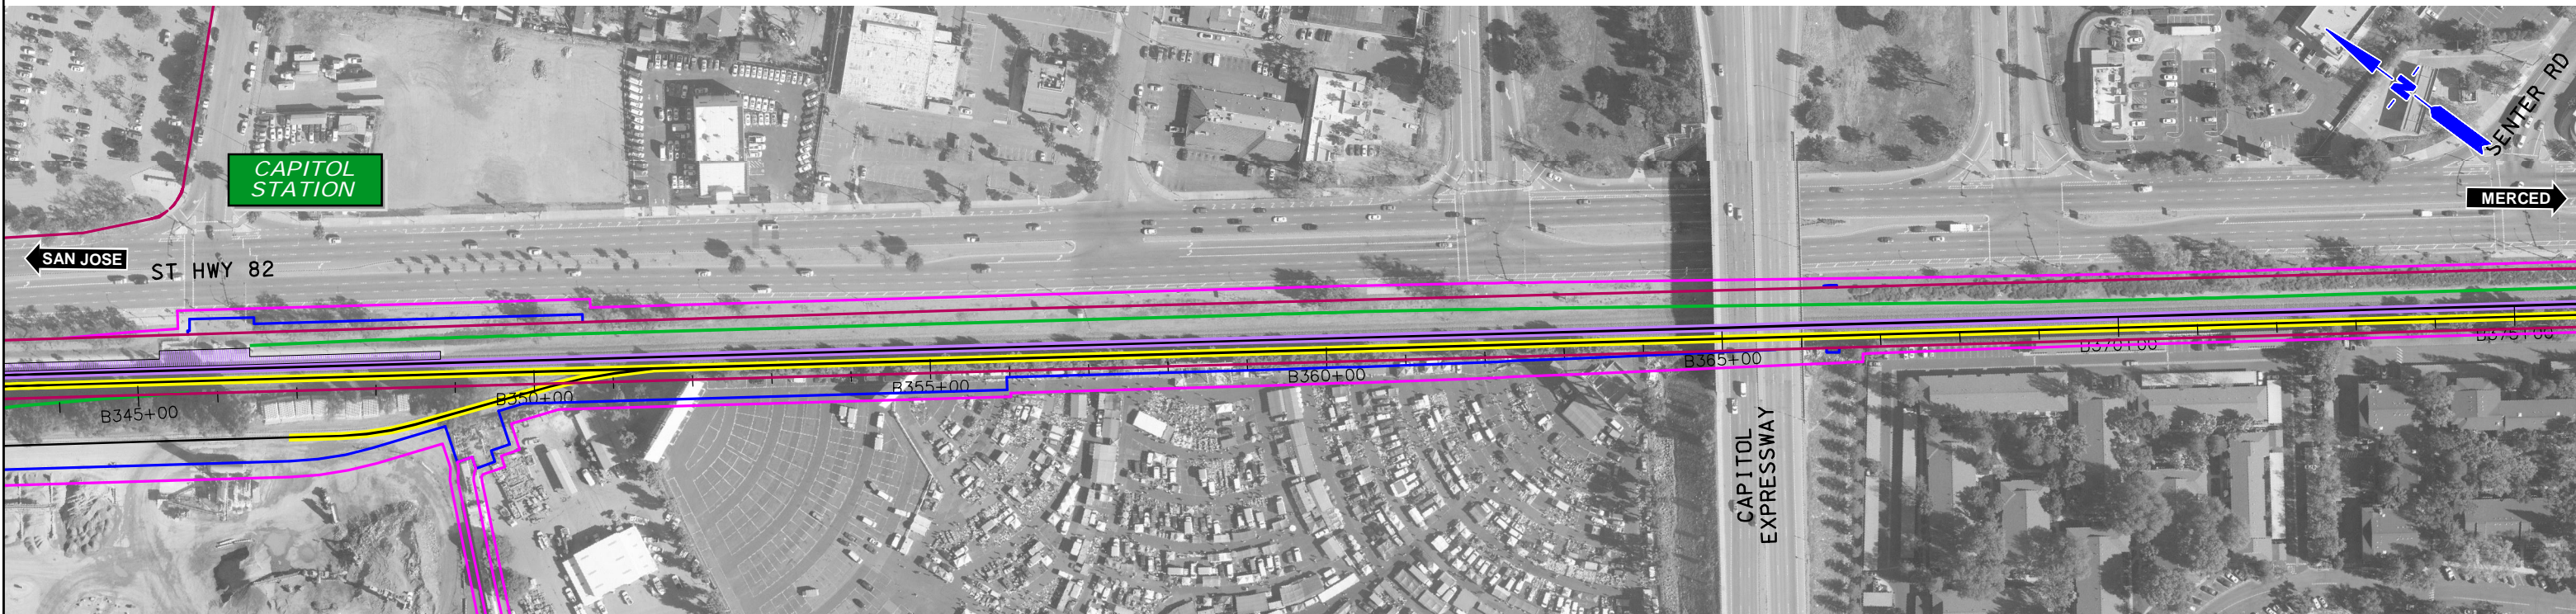 CAPITOL
STATION
N
SENTER RD
MERCED
SAN JOSE
ST HWY 82
B345+00
B350+00
B355+00
B360+00
B365+00
B370+00
B375+00
CAPITOL
EXPRESSWAY